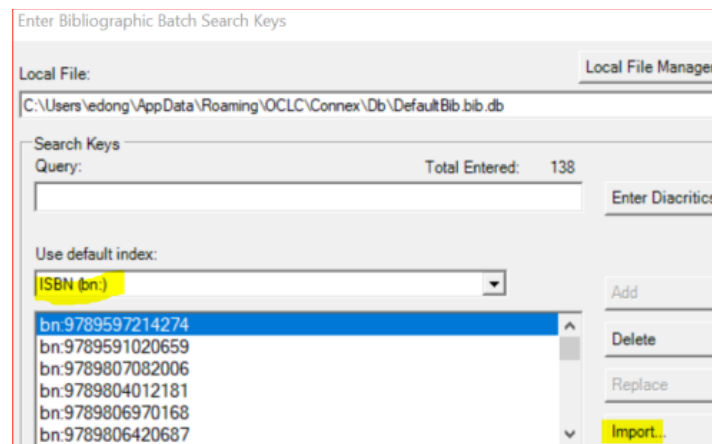 Enter Bibliographic Batch Search Keys
Local File:
Local File Manager
C:\Users\edong\AppData\Roaming\OCLC\Connex\Db\DefaultBib.bib.db
Search Keys
Query:
Total Entered: 138
Enter Diacritics
Use default index:
ISBN (bn:)
Add
bn:9789597214274
Delete
bn:9789591020659
bn:9789807082006
Replace
bn:9789804012181
bn:9789806970168
Import...
bn:9789806420687